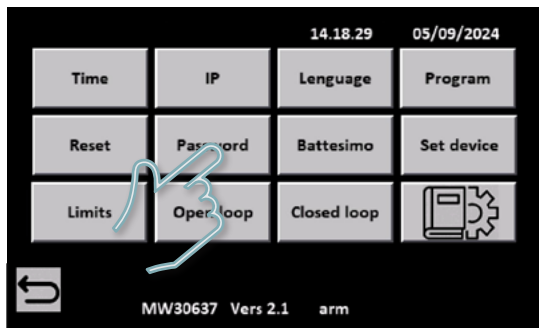 14.18.29 05/09/2024
Time IP Lenguage Program
Reset Password Battesimo Set device
Limits Open loop Closed loop
MW30637 Vers 2.1 arm